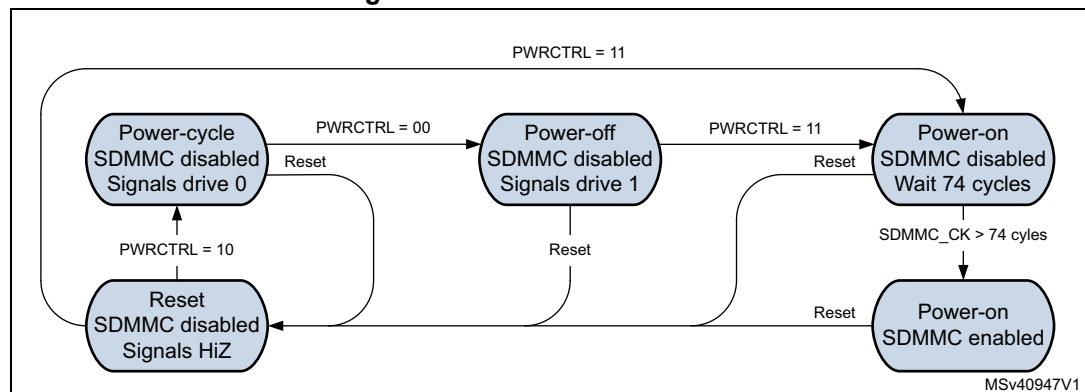 PWRCTRL = 11
Power-cycle
SDMMC disabled
Signals drive 0
PWRCTRL = 00
Reset
Power-off
SDMMC disabled
Signals drive 1
PWRCTRL = 11
Reset
Power-on
SDMMC disabled
Wait 74 cycles
PWRCTRL = 10
Reset
SDMMC_CK > 74 cyles
Reset
SDMMC disabled
Signals HiZ
Reset
Power-on
SDMMC enabled
MSv40947V1